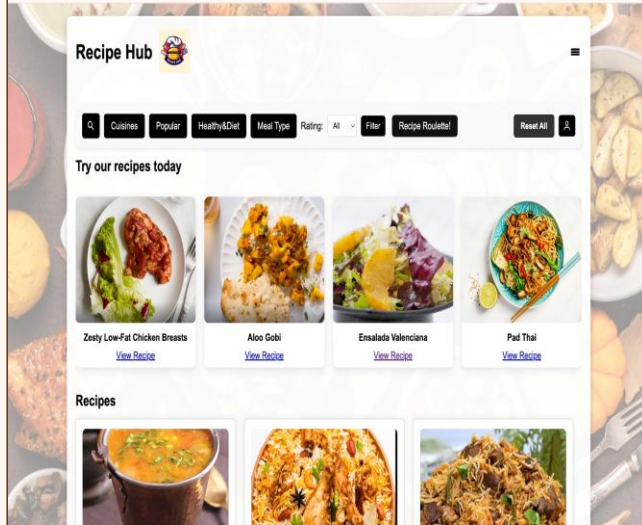 Recipe Hub
Cuisines Popular Healthy&Diet Meal Type Rating: All Filter Recipe Roulette! Reset All
Try our recipes today
Zesty Low-Fat Chicken Breasts Aloo Gobi Ensalada Valenciana Pad Thai
View Recipe View Recipe View Recipe View Recipe
Recipes